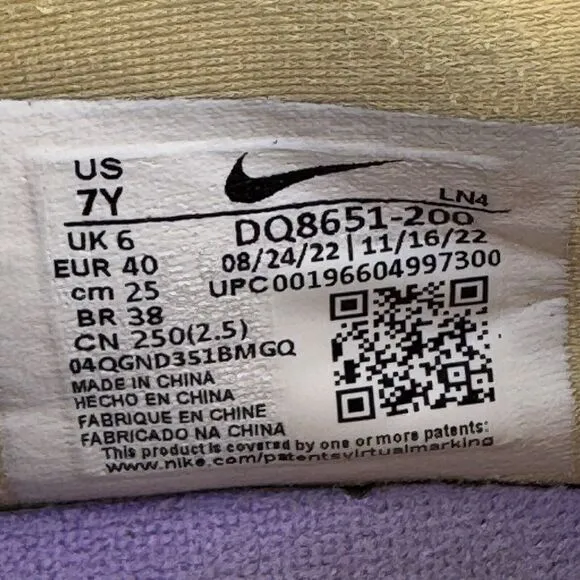 US
7Y
LN4
UK 6
EUR 40
cm 25
BR 38
CN 250(2.5)
DQ8651-200
08/24/22 | 11/16/22
UPC00196604997300
04QGND351BMGQ
MADE IN CHINA
HECHO EN CHINA
FABRIQUE EN CHINE
FABRICADO NA CHINA
This product is covered by one or more patents:
www.nike.com/patentsvirtualmarking